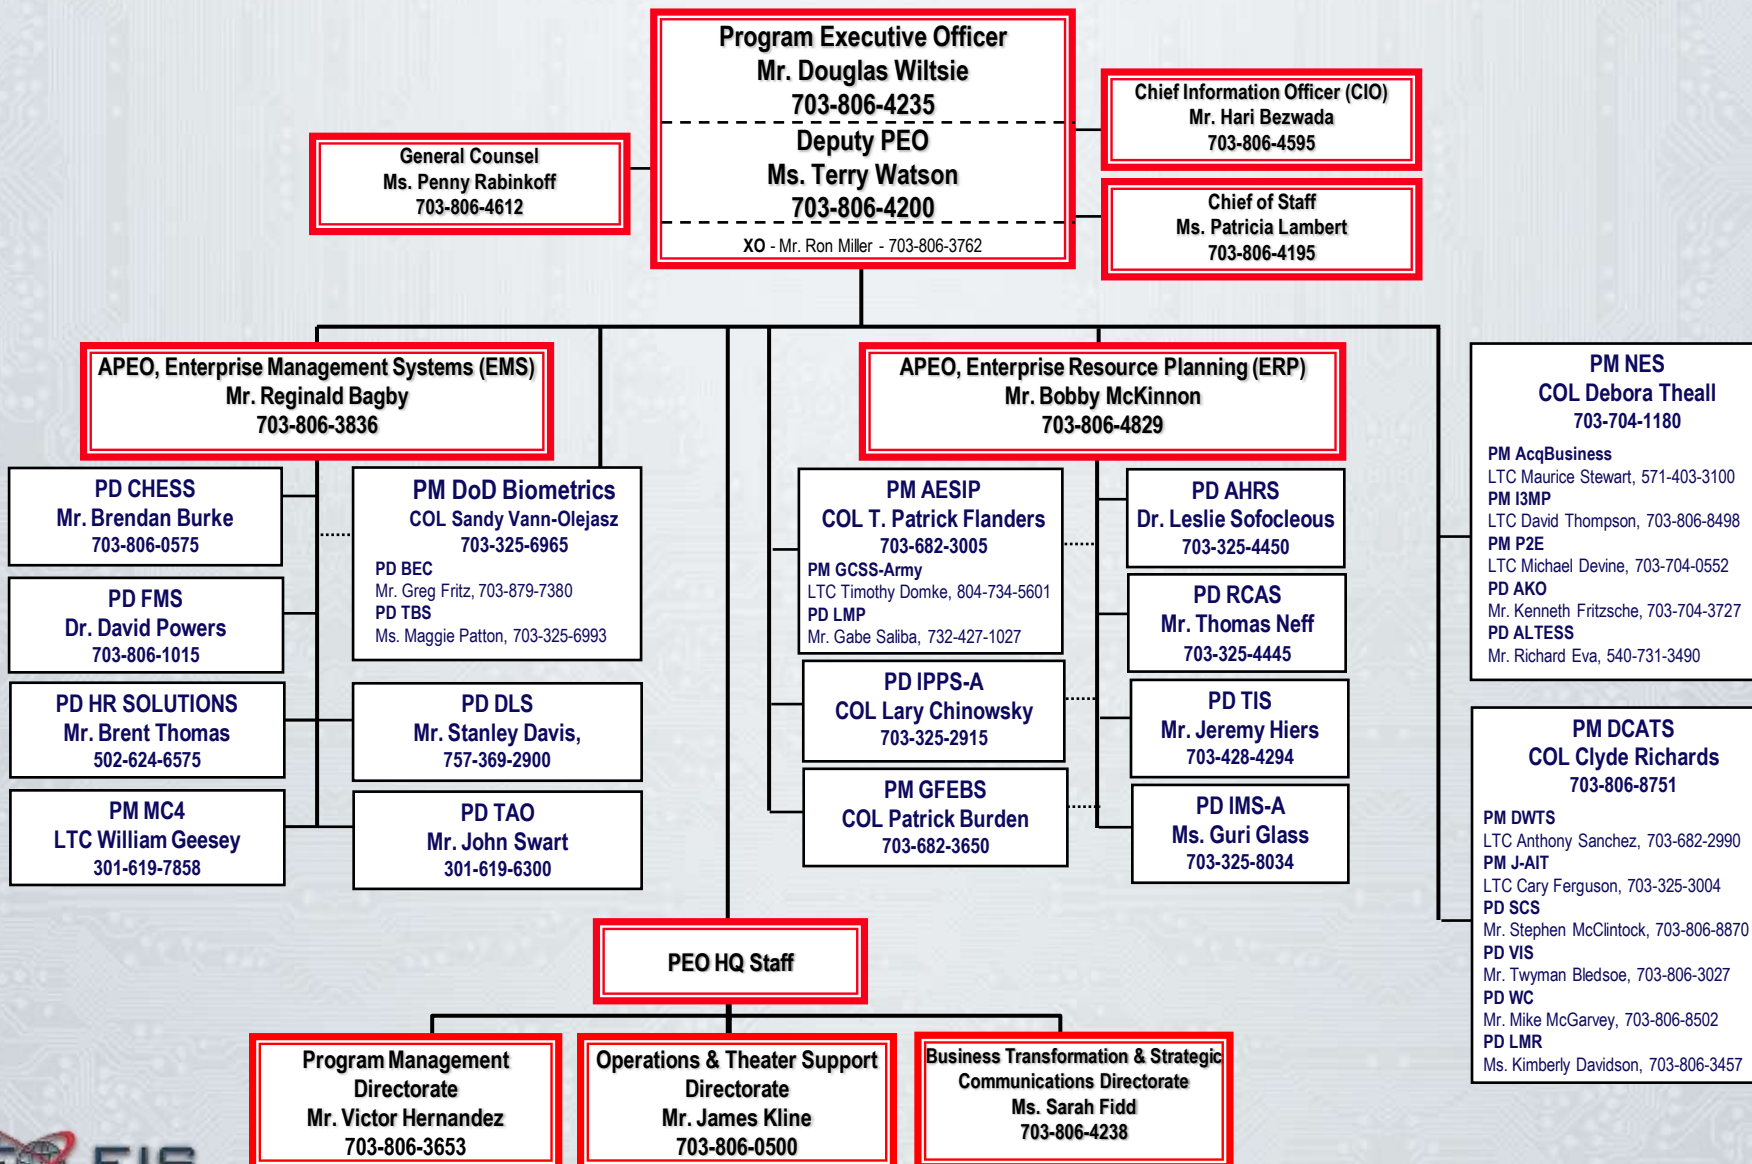 Program Executive Officer
Mr. Douglas Wiltsie
703-806-4235
Deputy PEO
Ms. Terry Watson
703-806-4200
XO - Mr. Ron Miller - 703-806-3762
General Counsel
Ms. Penny Rabinkoff
703-806-4612
Chief Information Officer (CIO)
Mr. Hari Bezwada
703-806-4595
Chief of Staff
Ms. Patricia Lambert
703-806-4195
APEO, Enterprise Management Systems (EMS)
Mr. Reginald Bagby
703-806-3836
PD CHESS
Mr. Brendan Burke
703-806-0575
PD FMS
Dr. David Powers
703-806-1015
PD HR SOLUTIONS
Mr. Brent Thomas
502-624-6575
PM MC4
LTC William Geesey
301-619-7858
PM DoD Biometrics
COL Sandy Vann-Olejasz
703-325-6965
PD BEC
Mr. Greg Fritz, 703-879-7380
PD TBS
Ms. Maggie Patton, 703-325-6993
PD DLS
Mr. Stanley Davis,
757-369-2900
PD TAO
Mr. John Swart
301-619-6300
APEO, Enterprise Resource Planning (ERP)
Mr. Bobby McKinnon
703-806-4829
PM AESIP
COL T. Patrick Flanders
703-682-3005
PM GCSS-Army
LTC Timothy Domke, 804-734-5601
PD LMP
Mr. Gabe Saliba, 732-427-1027
PD IPPS-A
COL Lary Chinowsky
703-325-2915
PM GFEBS
COL Patrick Burden
703-682-3650
PD AHRS
Dr. Leslie Sofocleous
703-325-4450
PD RCAS
Mr. Thomas Neff
703-325-4445
PD TIS
Mr. Jeremy Hiers
703-428-4294
PD IMS-A
Ms. Guri Glass
703-325-8034
PM NES
COL Debora Theall
703-704-1180
PM AcqBusiness
LTC Maurice Stewart, 571-403-3100
PM I3MP
LTC David Thompson, 703-806-8498
PM P2E
LTC Michael Devine, 703-704-0552
PD AKO
Mr. Kenneth Fritzsche, 703-704-3727
PD ALTESS
Mr. Richard Eva, 540-731-3490
PM DCATS
COL Clyde Richards
703-806-8751
PM DWTS
LTC Anthony Sanchez, 703-682-2990
PM J-AIT
LTC Cary Ferguson, 703-325-3004
PD SCS
Mr. Stephen McClintock, 703-806-8870
PD VIS
Mr. Twyman Bledsoe, 703-806-3027
PD WC
Mr. Mike McGarvey, 703-806-8502
PD LMR
Ms. Kimberly Davidson, 703-806-3457
PEO HQ Staff
Program Management
Directorate
Mr. Victor Hernandez
703-806-3653
Operations & Theater Support
Directorate
Mr. James Kline
703-806-0500
Business Transformation & Strategic
Communications Directorate
Ms. Sarah Fidd
703-806-4238
EIS